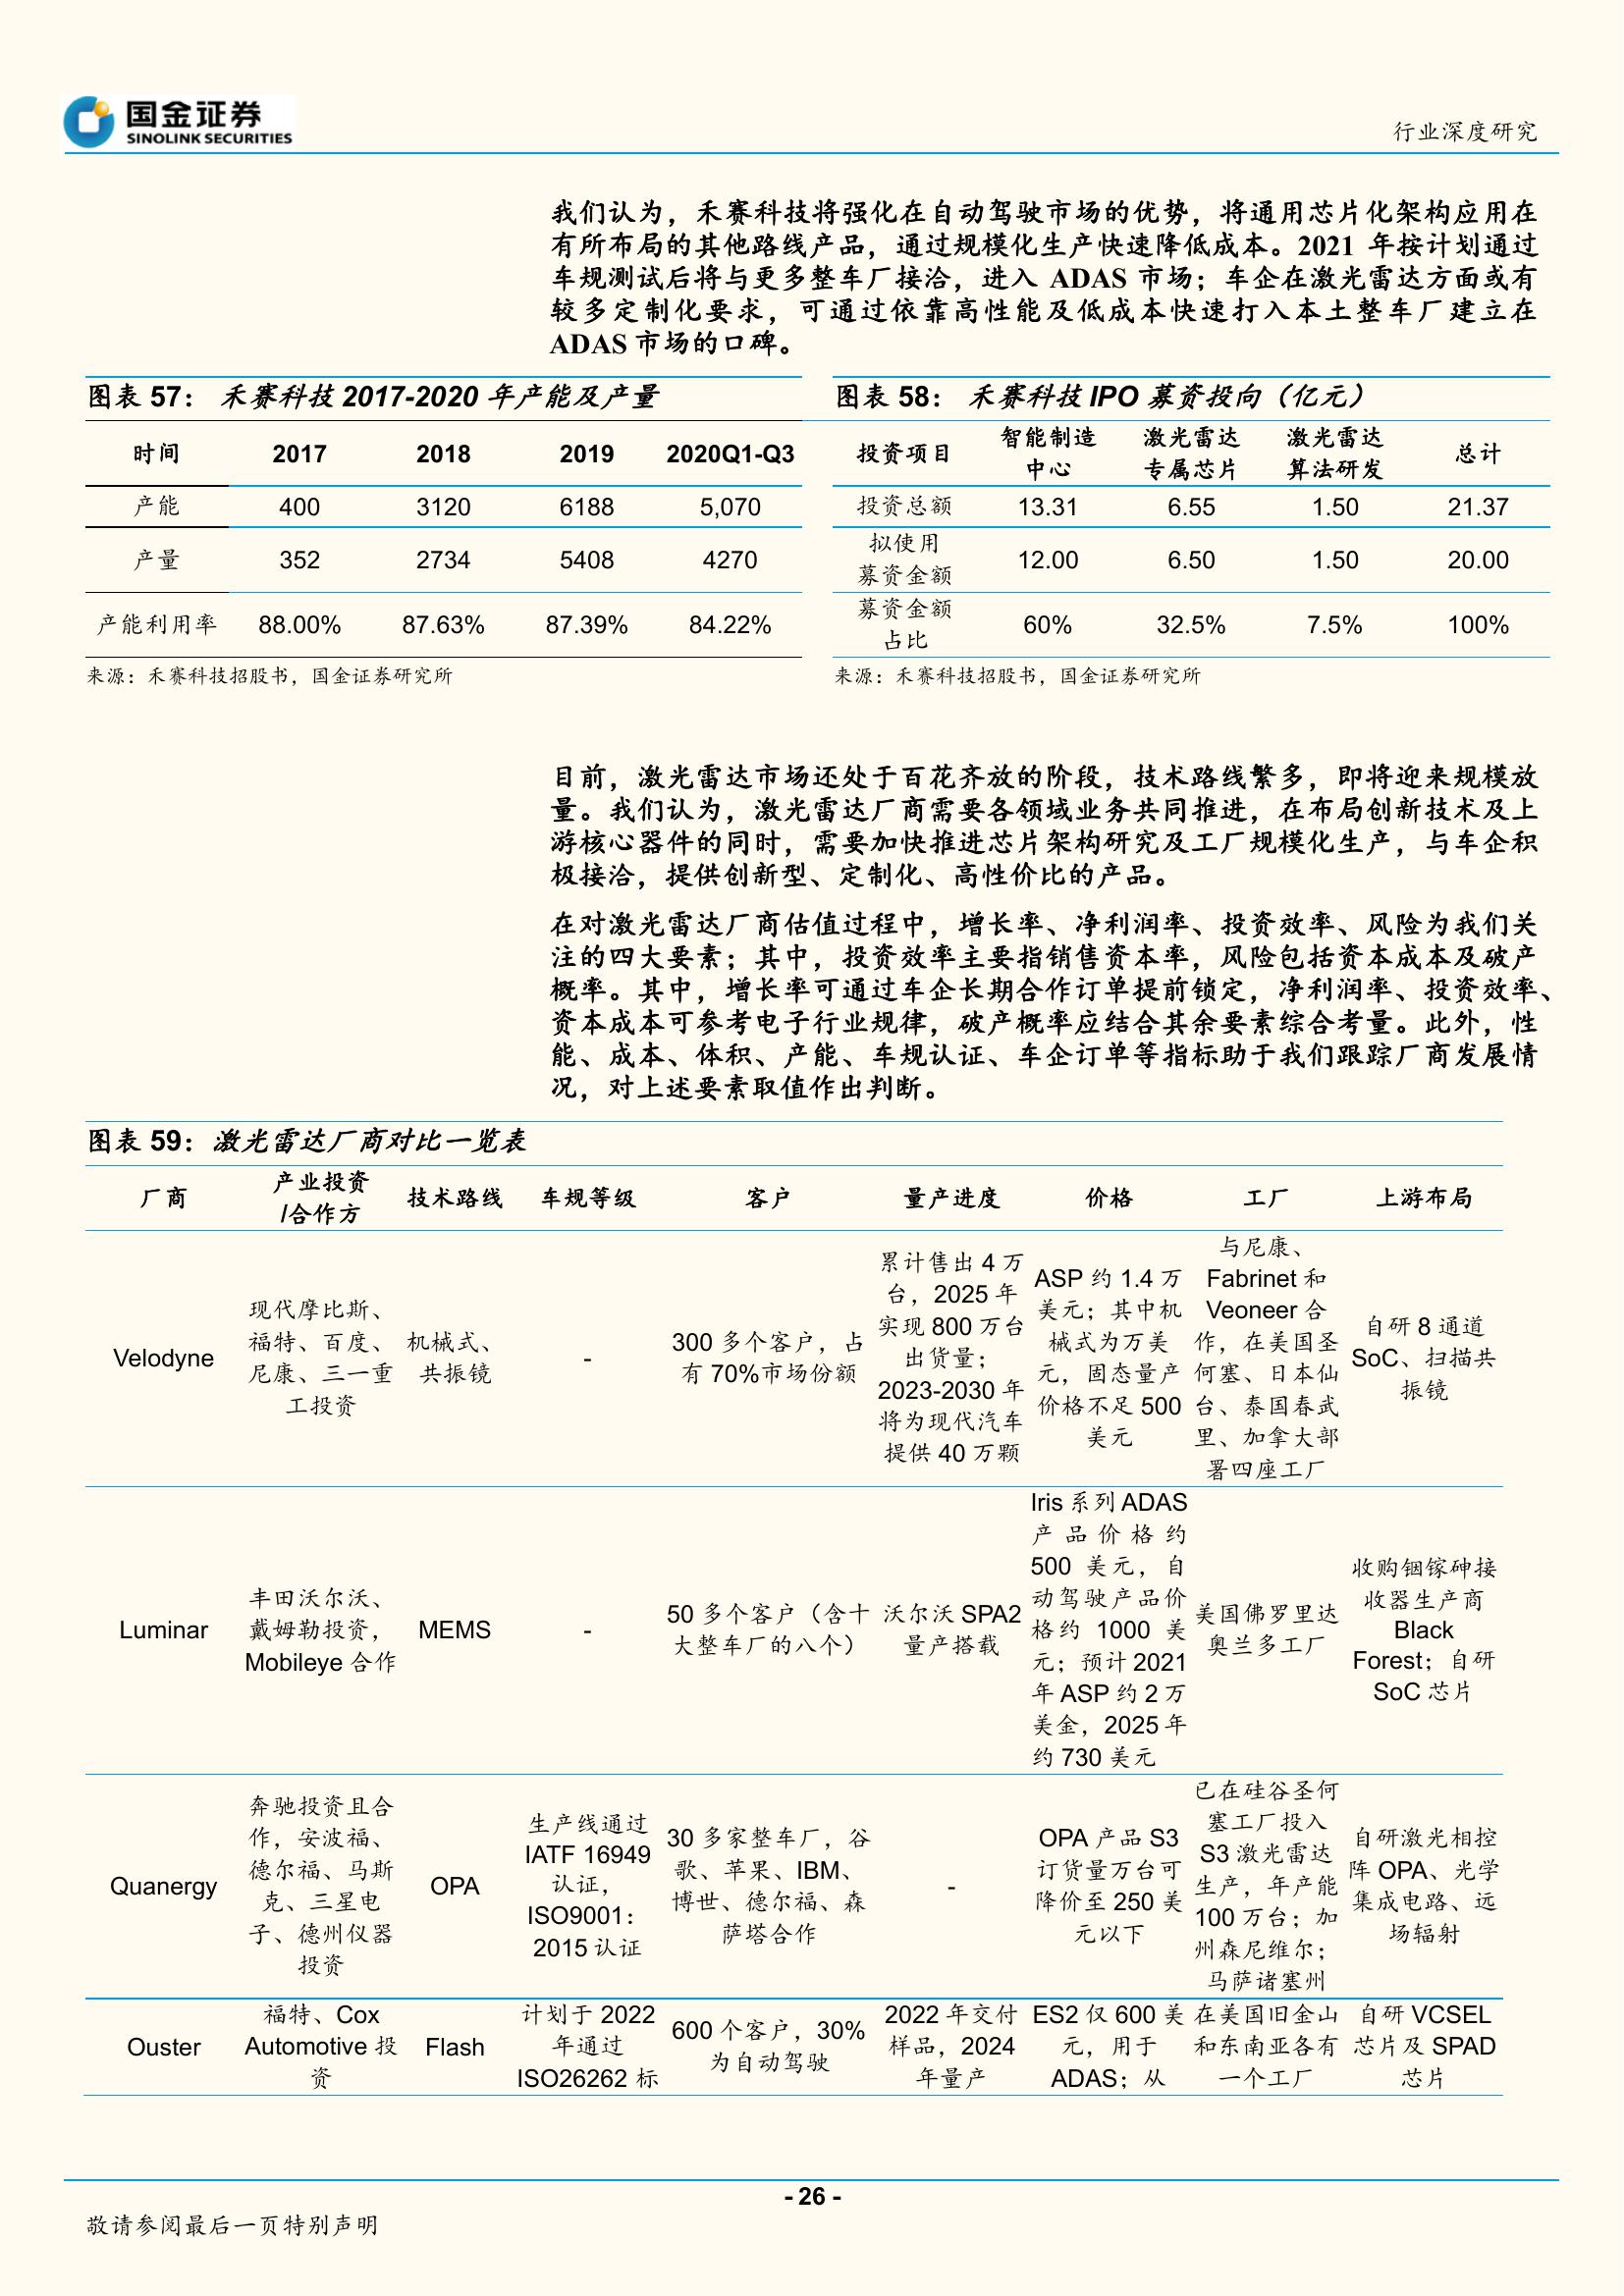 国金证券
SINOLINK SECURITIES
行业深度研究
我们认为，禾赛科技将强化在自动驾驶市场的优势，将通用芯片化架构应用在
有所布局的其他路线产品，通过规模化生产快速降低成本。2021 年按计划通过
车规测试后将与更多整车厂接洽，进入 ADAS 市场；车企在激光雷达方面或有
较多定制化要求，可通过依靠高性能及低成本快速打入本土整车厂建立在
ADAS 市场的口碑。
图表 57： 禾赛科技 2017-2020 年产能及产量
时间 2017 2018 2019 2020Q1-Q3
产能 400 3120 6188 5,070
产量 352 2734 5408 4270
产能利用率 88.00% 87.63% 87.39% 84.22%
来源：禾赛科技招股书，国金证券研究所
图表 58： 禾赛科技 IPO 募资投向（亿元）
投资项目 智能制造 激光雷达 激光雷达 总计
中心 专属芯片 算法研发
投资总额 13.31 6.55 1.50 21.37
拟使用
募资金额 12.00 6.50 1.50 20.00
募资金额
占比 60% 32.5% 7.5% 100%
来源：禾赛科技招股书，国金证券研究所
目前，激光雷达市场还处于百花齐放的阶段，技术路线繁多，即将迎来规模放
量。我们认为，激光雷达厂商需要各领域业务共同推进，在布局创新技术及上
游核心器件的同时，需要加快推进芯片架构研究及工厂规模化生产，与车企积
极接洽，提供创新型、定制化、高性价比的产品。
在对激光雷达厂商估值过程中，增长率、净利润率、投资效率、风险为我们关
注的四大要素；其中，投资效率主要指销售资本率，风险包括资本成本及破产
概率。其中，增长率可通过车企长期合作订单提前锁定，净利润率、投资效率、
资本成本可参考电子行业规律，破产概率应结合其余要素综合考量。此外，性
能、成本、体积、产能、车规认证、车企订单等指标助于我们跟踪厂商发展情
况，对上述要素取值作出判断。
图表 59：激光雷达厂商对比一览表
厂商
产业投资
/合作方
技术路线
车规等级
客户
量产进度
价格
工厂
上游布局
Velodyne
现代摩比斯、
福特、百度、
尼康、三一重
工投资
机械式、
共振镜
-
300 多个客户，占
有 70%市场份额
累计售出 4 万
台，2025 年
实现 800 万台
出货量；
2023-2030 年
将为现代汽车
提供 40 万颗
ASP 约 1.4 万
美元；其中机
械式为万美
元，固态量产
价格不足 500
美元
与尼康、
Fabrinet 和
Veoneer 合
作，在美国圣
何塞、日本仙
台、泰国春武
里、加拿大部
署四座工厂
自研 8 通道
SoC、扫描共
振镜
Luminar
丰田沃尔沃、
戴姆勒投资，
Mobileye 合作
MEMS
-
50 多个客户（含十
大整车厂的八个）
沃尔沃 SPA2
量产搭载
Iris 系列 ADAS
产品价格约
500 美元，自
动驾驶产品价
格约 1000 美
元；预计 2021
年 ASP 约 2 万
美金，2025 年
约 730 美元
美国佛罗里达
奥兰多工厂
收购铟镓砷接
收器生产商
Black
Forest；自研
SoC 芯片
Quanergy
奔驰投资且合
作，安波福、
德尔福、马斯
克、三星电
子、德州仪器
投资
OPA
生产线通过
IATF 16949
认证，
ISO9001：
2015 认证
30 多家整车厂，谷
歌、苹果、IBM、
博世、德尔福、森
萨塔合作
-
OPA 产品 S3
订货量万台可
降价至 250 美
元以下
已在硅谷圣何
塞工厂投入
S3 激光雷达
生产，年产能
100 万台；加
州森尼维尔；
马萨诸塞州
自研激光相控
阵 OPA、光学
集成电路、远
场辐射
Ouster
福特、Cox
Automotive 投
资
Flash
计划于 2022
年通过
ISO26262 标
600 个客户，30%
为自动驾驶
2022 年交付
样品，2024
年量产
ES2 仅 600 美
元，用于
ADAS；从
在美国旧金山
和东南亚各有
一个工厂
自研 VCSEL
芯片及 SPAD
芯片
- 26 -
敬请参阅最后一页特别声明